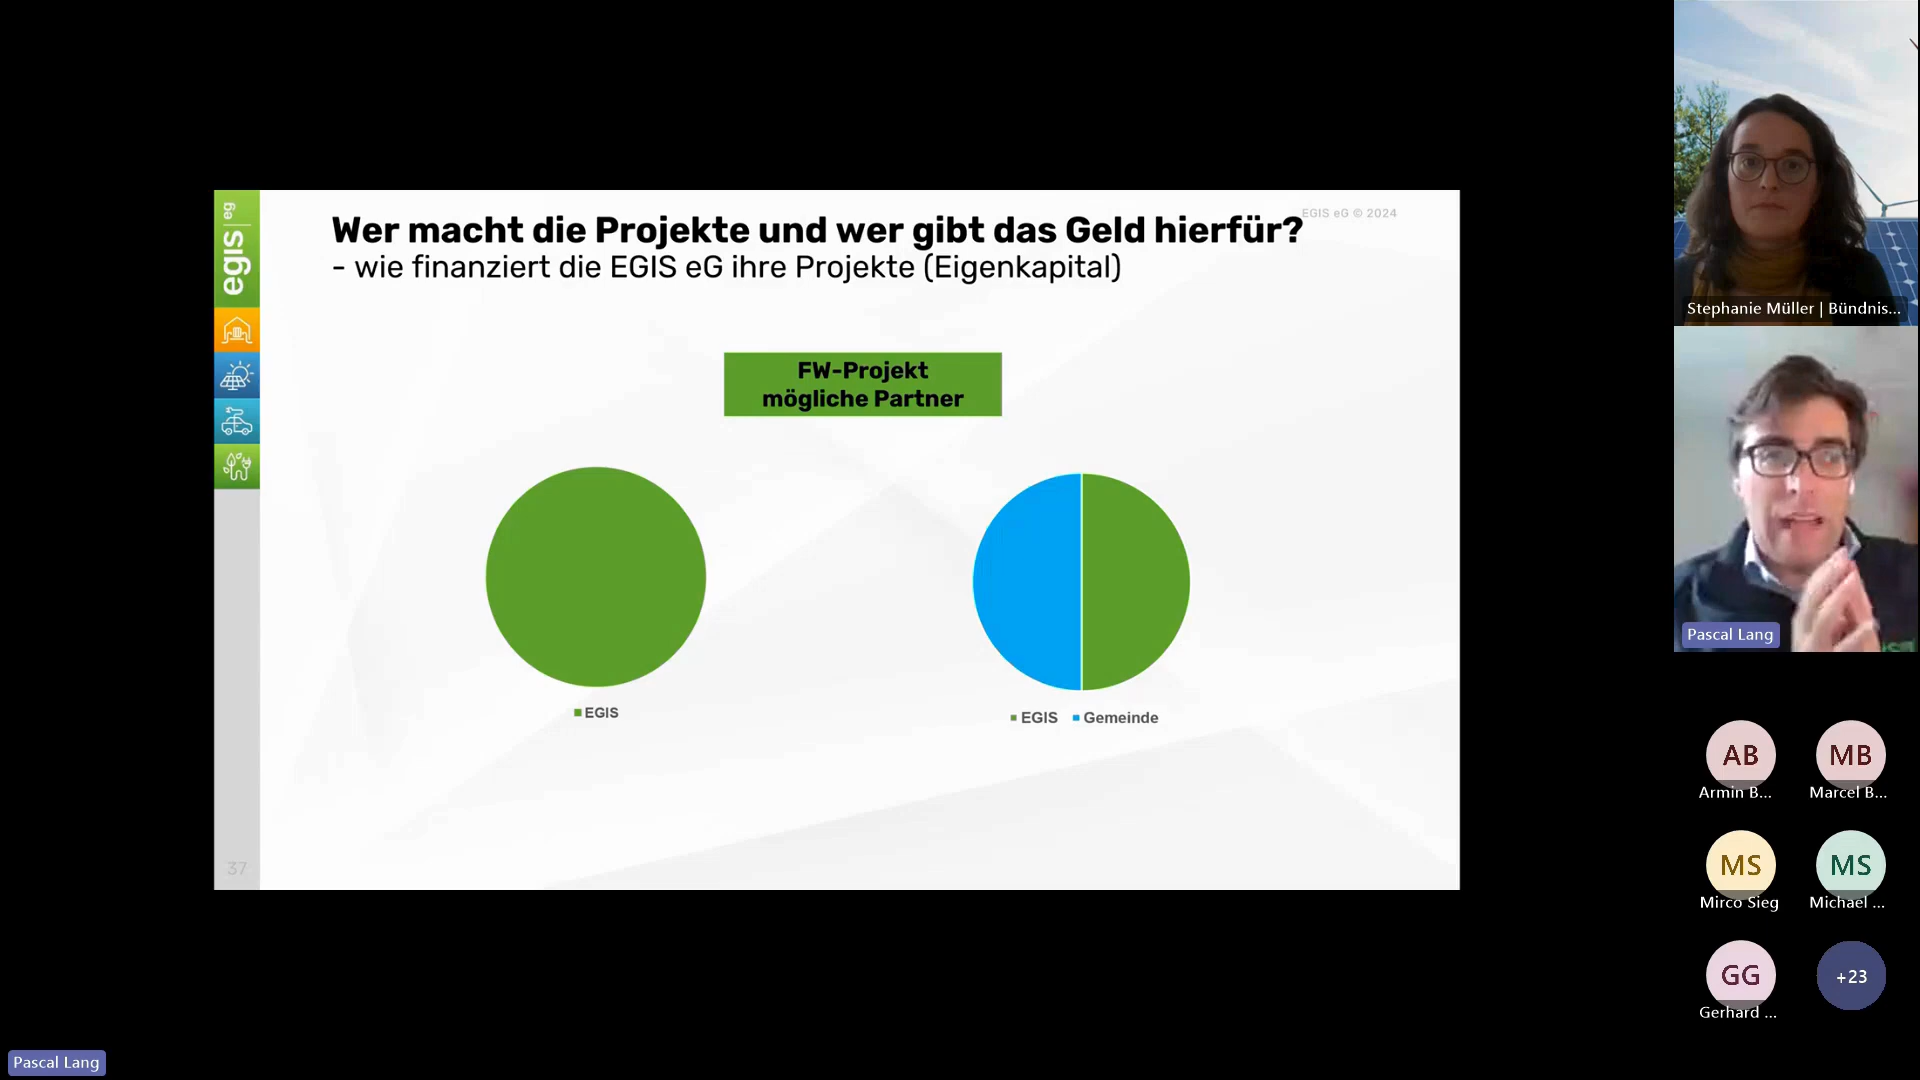 egis eg
Wer macht die Projekte und wer gibt das Geld hierfür?
EGIS eG © 2024
- wie finanziert die EGIS eG ihre Projekte (Eigenkapital)
FW-Projekt
mögliche Partner
EGIS
EGIS Gemeinde
37
Stephanie Müller | Bündnis...
Pascal Lang
AB
Armin B...
MB
Marcel B...
MS
Mirco Sieg
MS
Michael ...
GG
Gerhard ...
+23
Pascal Lang